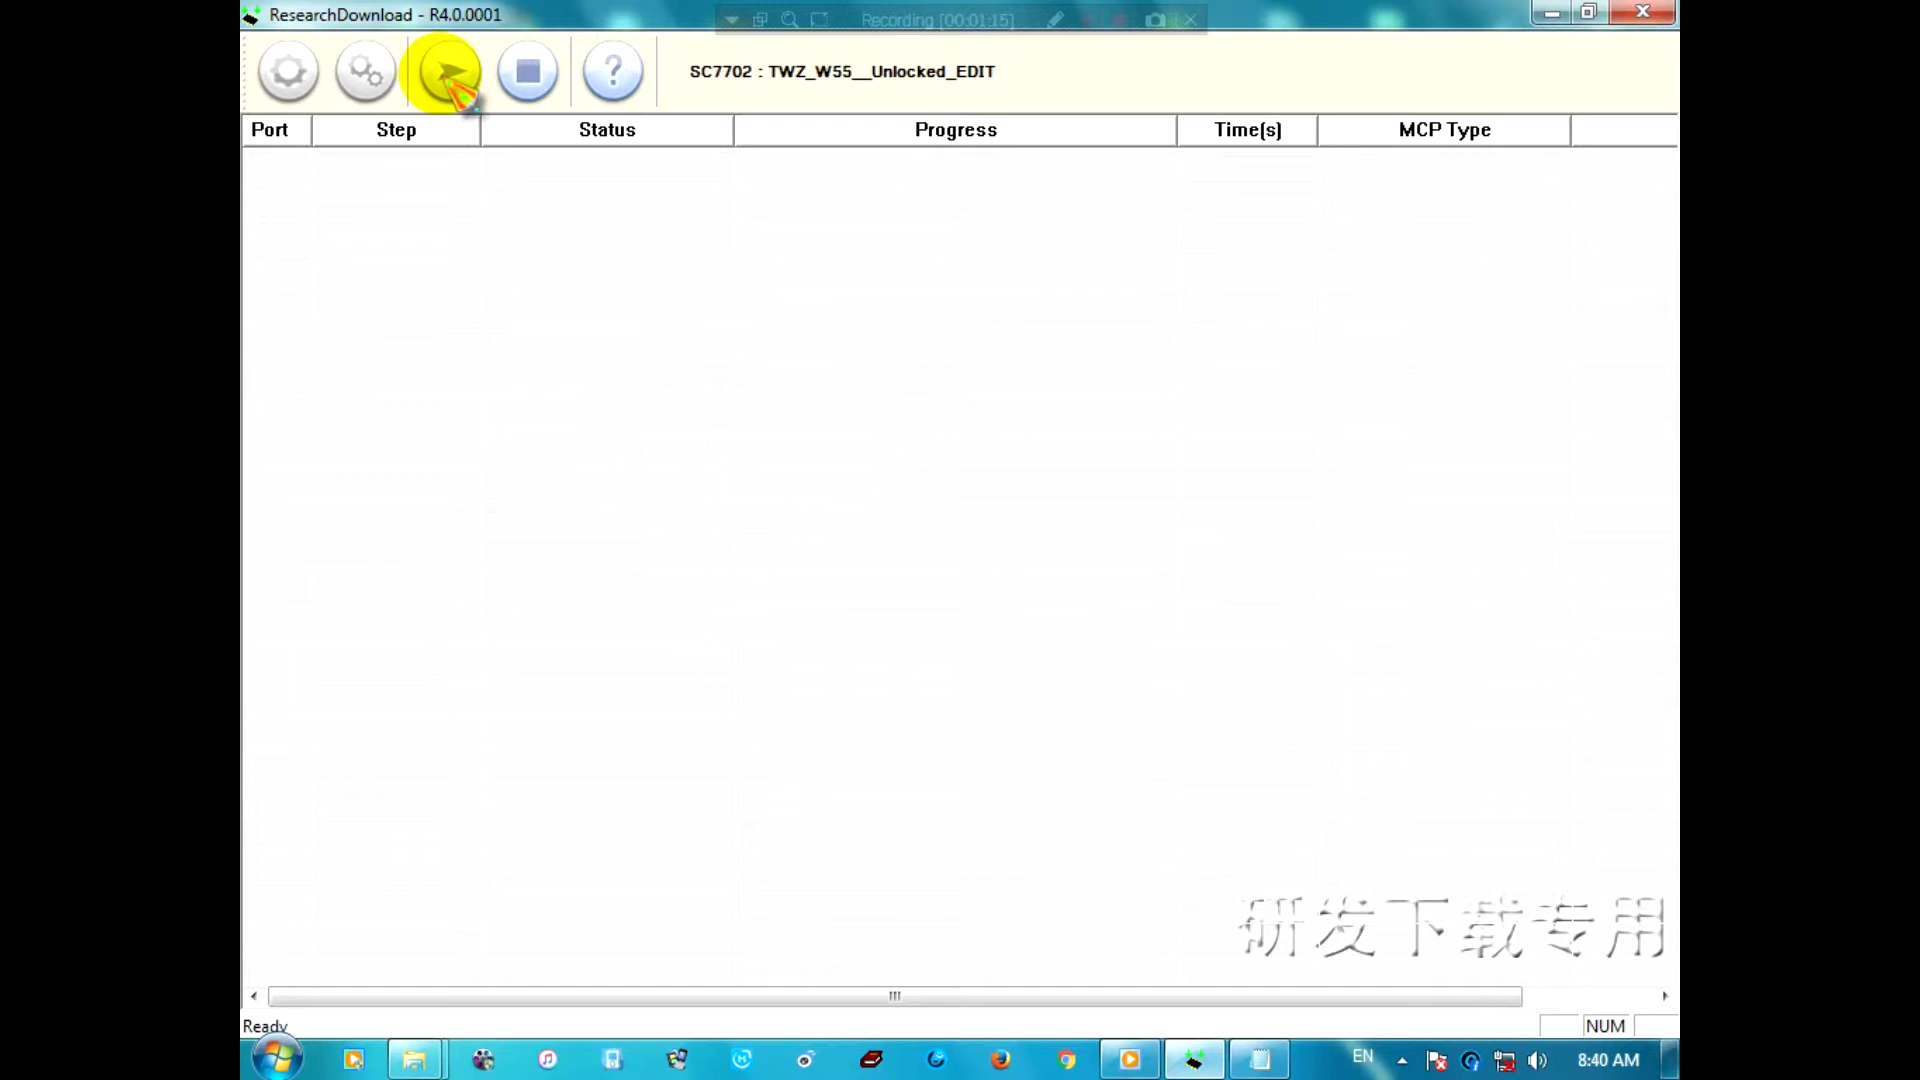 ResearchDownload - R4.0.0001
Recording [00:01:15]
SC7702 : TWZ_W55__Unlocked_EDIT
Port Step Status Progress Time(s) MCP Type
研发下载专用
Ready
NUM
EN
8:40 AM